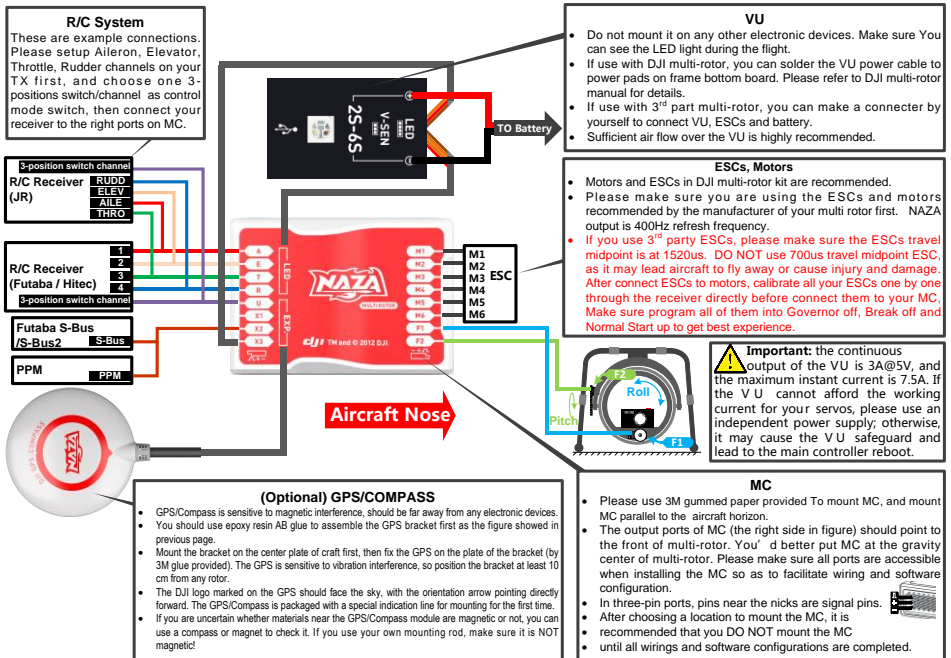 R/C System
These are example connections.
Please setup Aileron, Elevator,
Throttle, Rudder channels on your
TX first, and choose one 3-
positions switch/channel as control
mode switch, then connect your
receiver to the right ports on MC.
3-position switch channel
R/C Receiver
(JR)
RUDD
ELEV
AILE
THRO
R/C Receiver
(Futaba / Hitec)
1
2
3
4
3-position switch channel
Futaba S-Bus
/S-Bus2
S-Bus
PPM
PPM
2S-6S
V-SEN
LED
TO Battery
A
E
T
R
U
X1
X2
X3
LED
EXP.
NAZA
MULTI ROTOR
dji TM and © 2012 DJI.
M1
M2
M3
M4
M5
M6
F1
F2
M1
M2
M3
M4
M5
M6
ESC
Aircraft Nose
F2
Roll
Pitch
F1
DJI GPS/COMPASS
NAZA
VU
• Do not mount it on any other electronic devices. Make sure You
can see the LED light during the flight.
• If use with DJI multi-rotor, you can solder the VU power cable to
power pads on frame bottom board. Please refer to DJI multi-rotor
manual for details.
• If use with 3rd part multi-rotor, you can make a connecter by
yourself to connect VU, ESCs and battery.
• Sufficient air flow over the VU is highly recommended.
ESCs, Motors
• Motors and ESCs in DJI multi-rotor kit are recommended.
• Please make sure you are using the ESCs and motors
recommended by the manufacturer of your multi rotor first. NAZA
output is 400Hz refresh frequency.
• If you use 3rd party ESCs, please make sure the ESCs travel
midpoint is at 1520us. DO NOT use 700us travel midpoint ESC,
as it may lead aircraft to fly away or cause injury and damage.
After connect ESCs to motors, calibrate all your ESCs one by one
through the receiver directly before connect them to your MC,
Make sure program all of them into Governor off, Break off and
Normal Start up to get best experience.
Important: the continuous
output of the VU is 3A@5V, and
the maximum instant current is 7.5A. If
the V U cannot afford the working
current for your servos, please use an
independent power supply; otherwise,
it may cause the V U safeguard and
lead to the main controller reboot.
(Optional) GPS/COMPASS
• GPS/Compass is sensitive to magnetic interference, should be far away from any electronic devices.
• You should use epoxy resin AB glue to assemble the GPS bracket first as the figure showed in
previous page.
• Mount the bracket on the center plate of craft first, then fix the GPS on the plate of the bracket (by
3M glue provided). The GPS is sensitive to vibration interference, so position the bracket at least 10
cm from any rotor.
• The DJI logo marked on the GPS should face the sky, with the orientation arrow pointing directly
forward. The GPS/Compass is packaged with a special indication line for mounting for the first time.
• If you are uncertain whether materials near the GPS/Compass module are magnetic or not, you can
use a compass or magnet to check it. If you use your own mounting rod, make sure it is NOT
magnetic!
MC
• Please use 3M gummed paper provided To mount MC, and mount
MC parallel to the aircraft horizon.
• The output ports of MC (the right side in figure) should point to
the front of multi-rotor. You' d better put MC at the gravity
center of multi-rotor. Please make sure all ports are accessible
when installing the MC so as to facilitate wiring and software
configuration.
• In three-pin ports, pins near the nicks are signal pins.
• After choosing a location to mount the MC, it is
• recommended that you DO NOT mount the MC
• until all wirings and software configurations are completed.